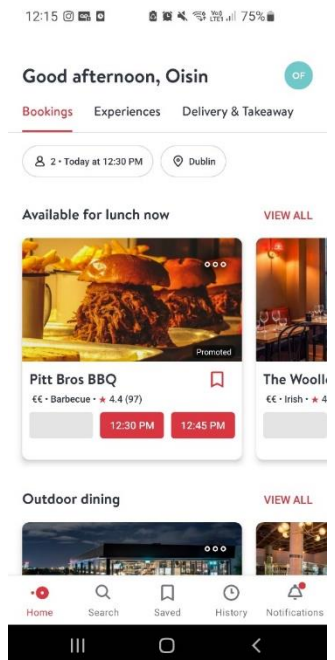 12:15 75%
Good afternoon, Oisin
OF
Bookings Experiences Delivery & Takeaway
2 • Today at 12:30 PM Dublin
Available for lunch now VIEW ALL
Promoted
Pitt Bros BBQ The Woolle
€€ • Barbecue • ★ 4.4 (97) €€ • Irish • ★ 4
12:30 PM 12:45 PM
Outdoor dining VIEW ALL
Home Search Saved History Notifications